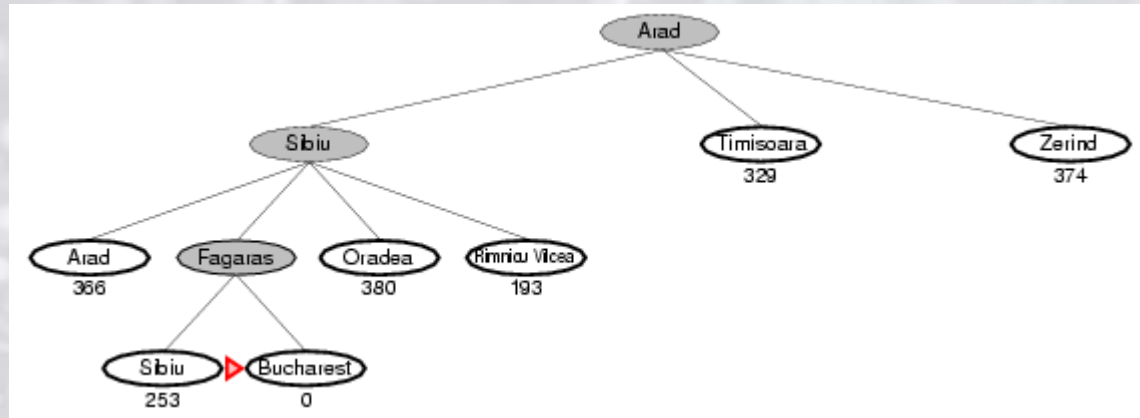 Arad
Sibiu
Timisoara
Zerind
329
374
Arad
Fagaras
Oradea
Rimnicu Vilcea
366
380
193
Sibiu
Bucharest
253
0